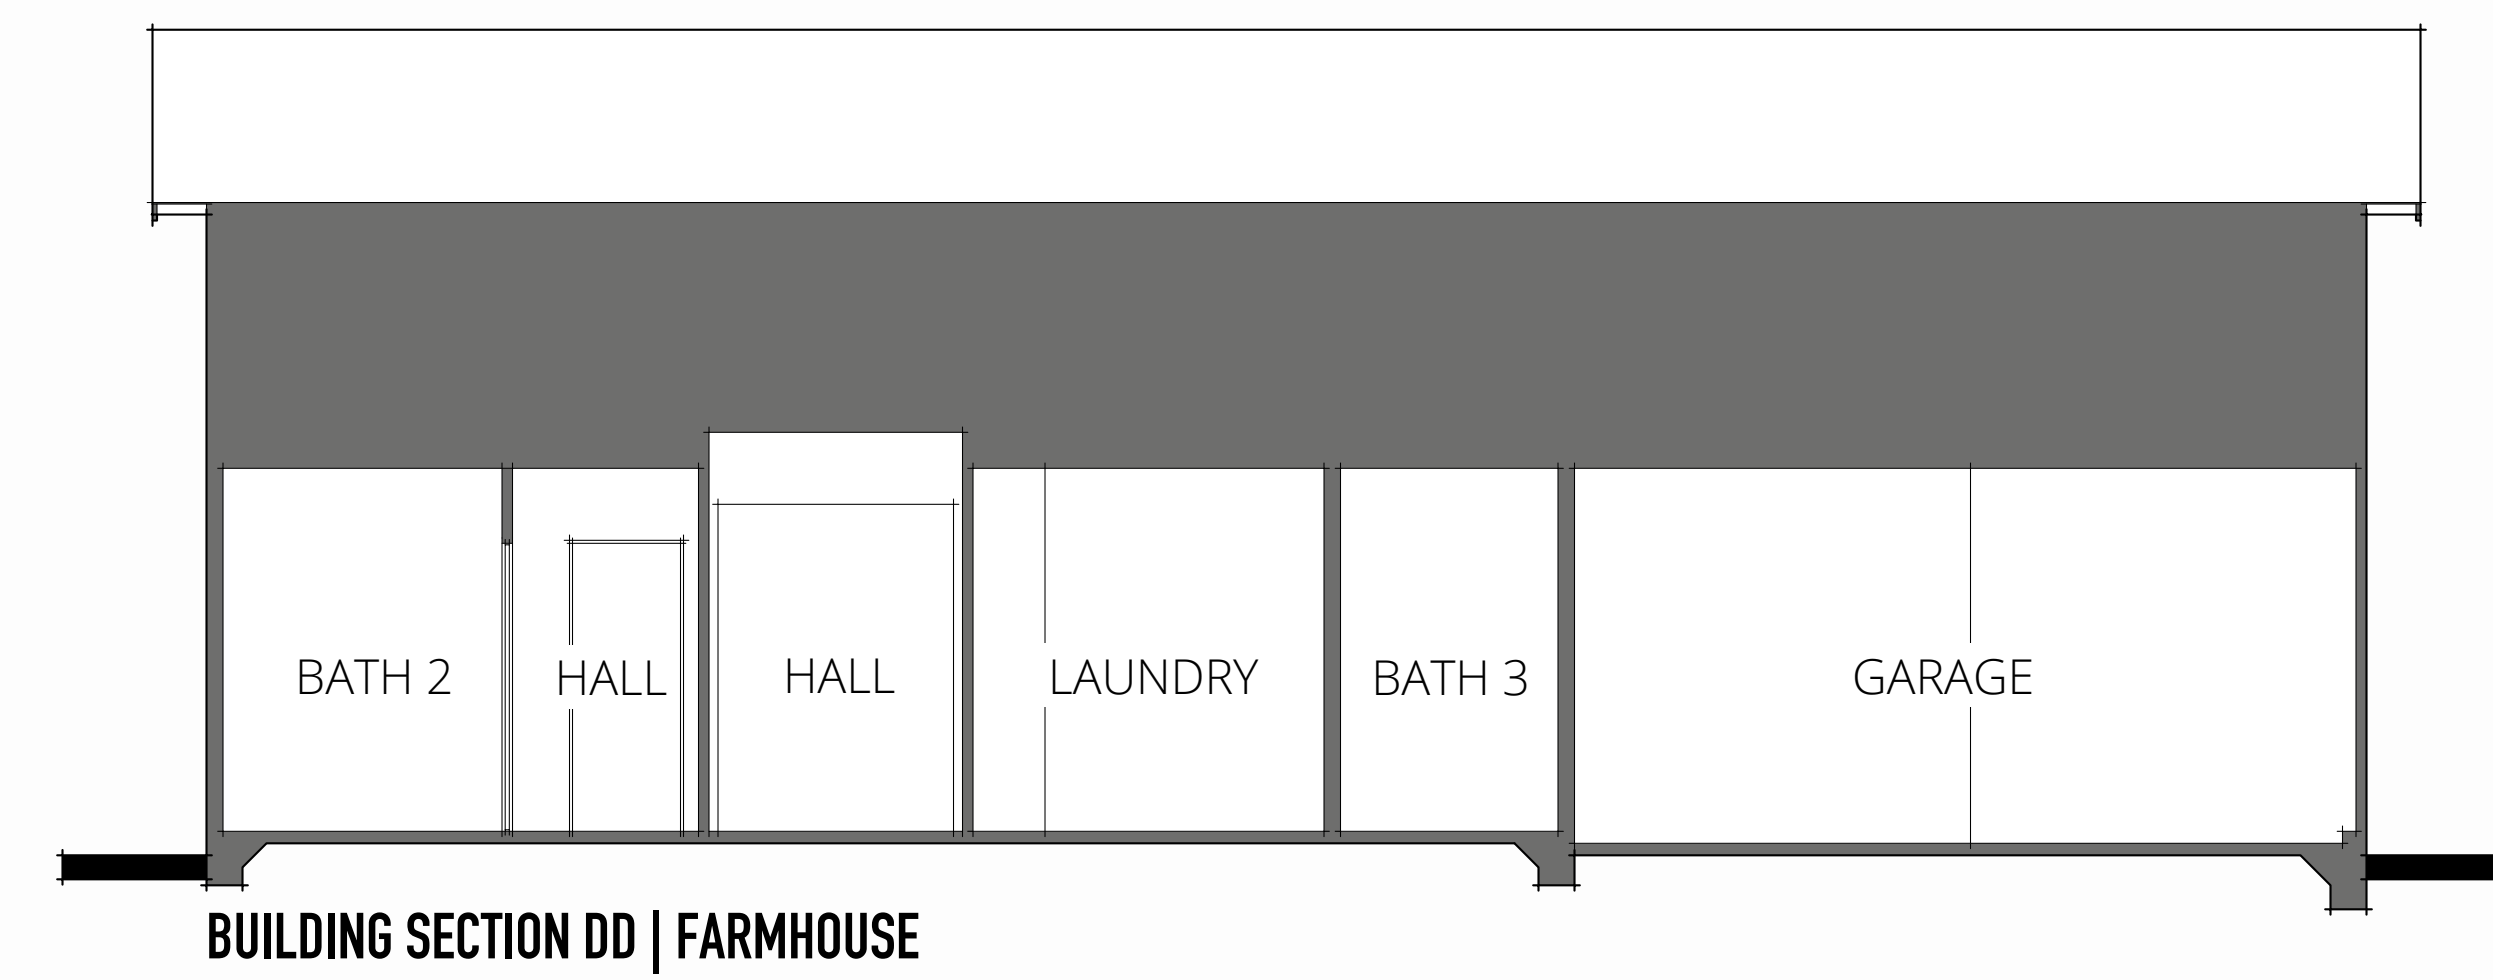 BATH 2
HALL
HALL
LAUNDRY
BATH 3
GARAGE
BUILDING SECTION DD | FARMHOUSE